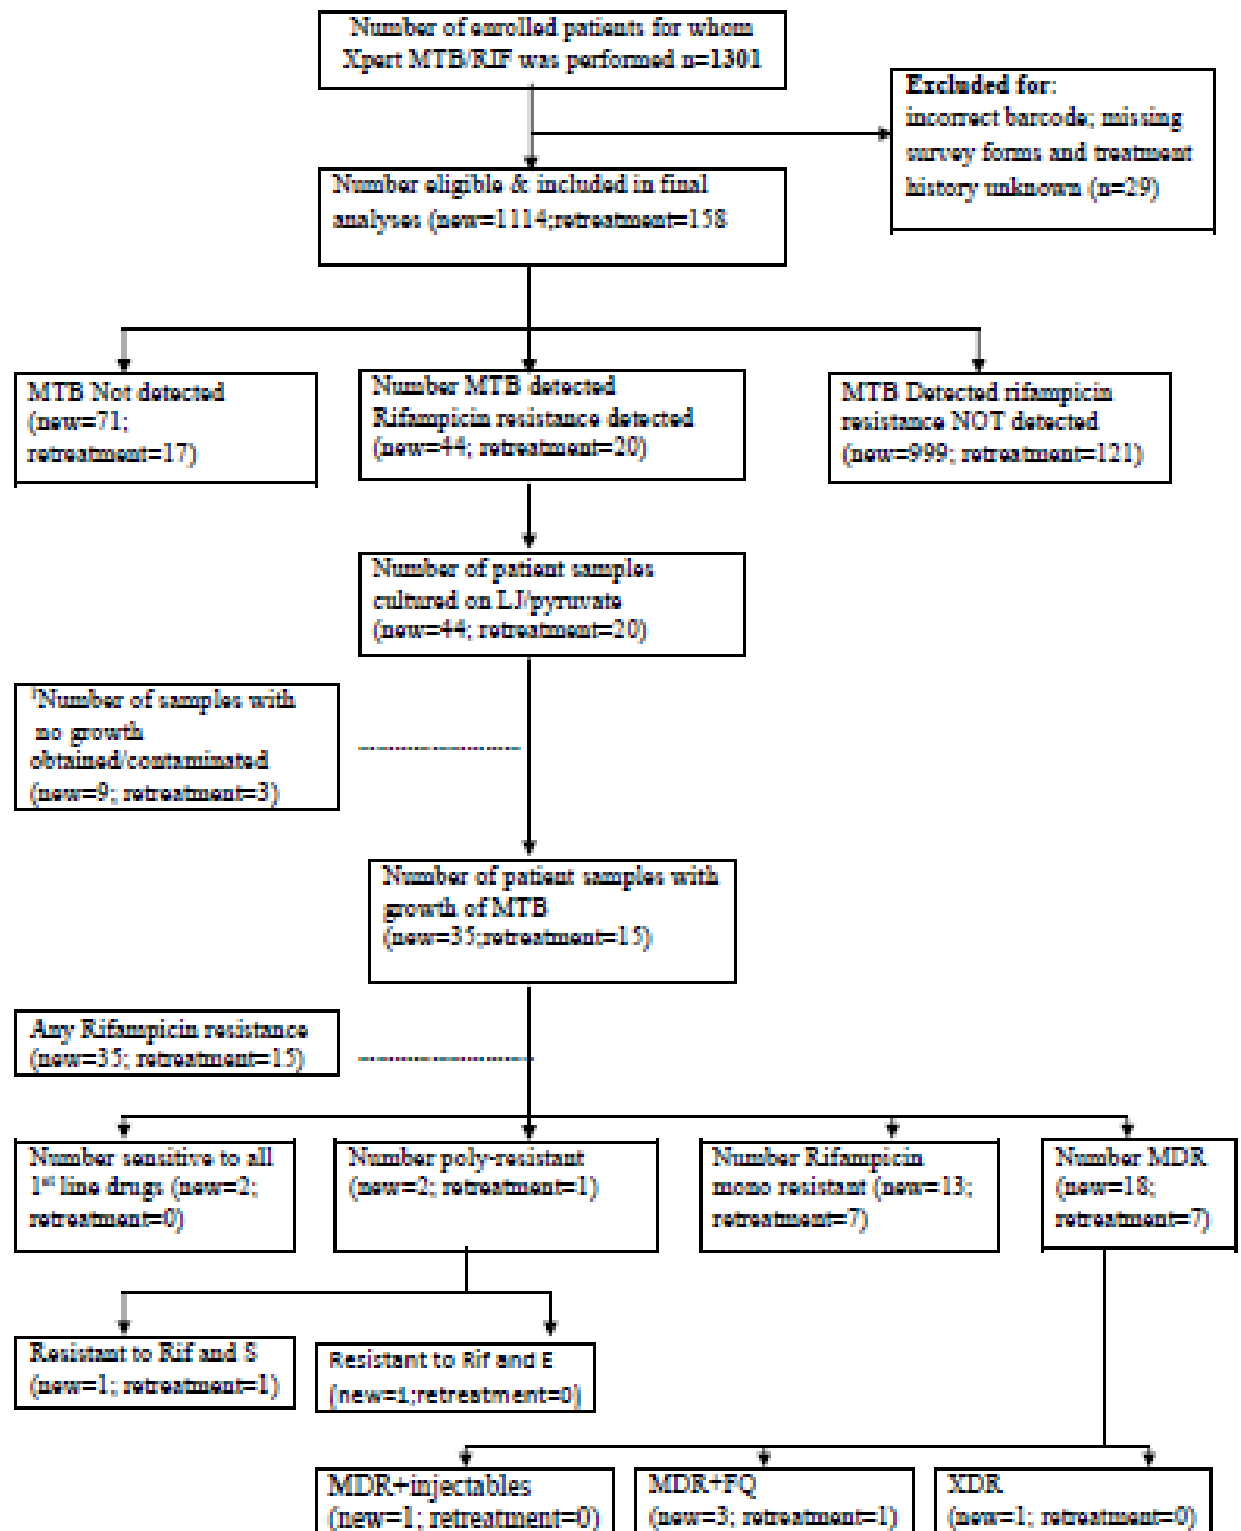 Number of enrolled patients for whom
Xpert MTB/RIF was performed n=1301
Excluded for:
incorrect barcode; missing
survey forms and treatment
history unknown (n=29)
Number eligible & included in final
analyses (new=1114;retreatment=158
MTB Not detected
(new=71;
retreatment=17)
Number MTB detected
Rifampicin resistance detected
(new=44; retreatment=20)
MTB Detected rifampicin
resistance NOT detected
(new=999; retreatment=121)
Number of patient samples
cultured on LJ/pyruvate
(new=44; retreatment=20)
Number of samples with
no growth
obtained/contaminated
(new=9; retreatment=3)
Number of patient samples with
growth of MTB
(new=35;retreatment=15)
Any Rifampicin resistance
(new=35; retreatment=15)
Number sensitive to all
1st line drugs (new=2;
retreatment=0)
Number poly-resistant
(new=2; retreatment=1)
Number Rifampicin
mono resistant (new=13;
retreatment=7)
Number MDR
(new=18;
retreatment=7)
Resistant to Rif and S
(new=1; retreatment=1)
Resistant to Rif and E
(new=1;retreatment=0)
MDR+injectables
(new=1; retreatment=0)
MDR+FQ
(new=3; retreatment=1)
XDR
(new=1; retreatment=0)